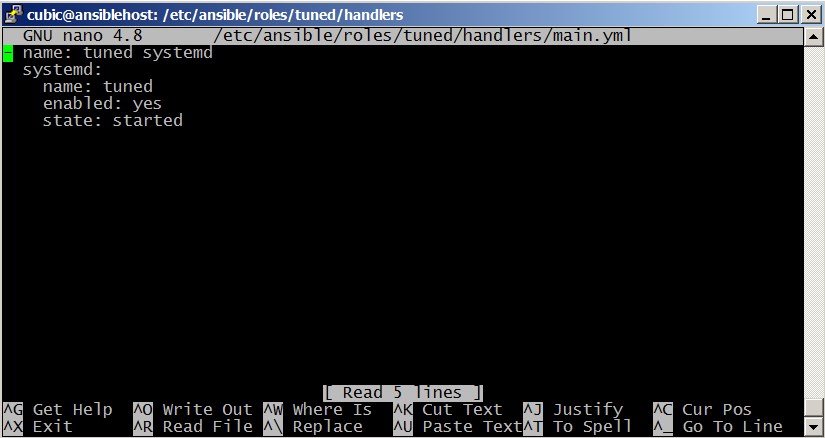 cubic@ansiblehost: /etc/ansible/roles/tuned/handlers
GNU nano 4.8 /etc/ansible/roles/tuned/handlers/main.yml
- name: tuned systemd
  systemd:
    name: tuned
    enabled: yes
    state: started
[ Read 5 lines ]
^G Get Help ^O Write Out ^W Where Is ^K Cut Text ^J Justify ^C Cur Pos
^X Exit ^R Read File ^\ Replace ^U Paste Text ^T To Spell ^_ Go To Line